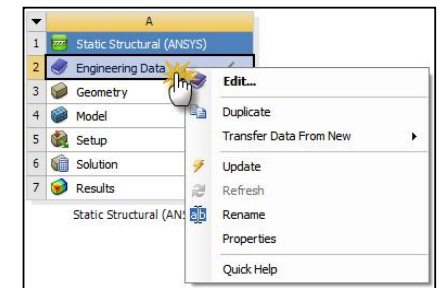 A
1 Static Structural (ANSYS)
2 Engineering Data
3 Geometry
4 Model
5 Setup
6 Solution
7 Results
Static Structural (AN
Edit...
Duplicate
Transfer Data From New
Update
Refresh
Rename
Properties
Quick Help